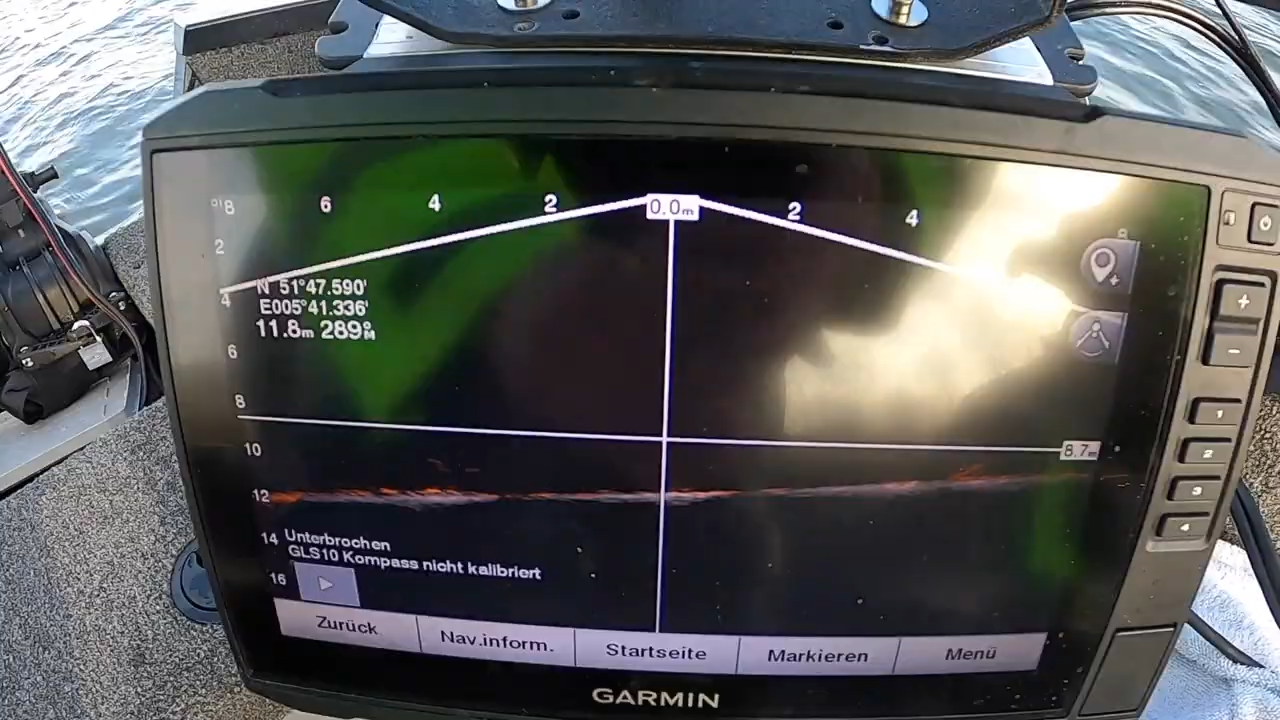 8 6 4 2 0.0m 2 4
2
4
N 51°47.590'
E005°41.336'
11.8m 289°M
6
8
10 8.7m
12
14 Unterbrochen
GLS10 Kompass nicht kalibriert
16
Zurück Nav.inform. Startseite Markieren Menü
GARMIN
+
-
1
2
3
4